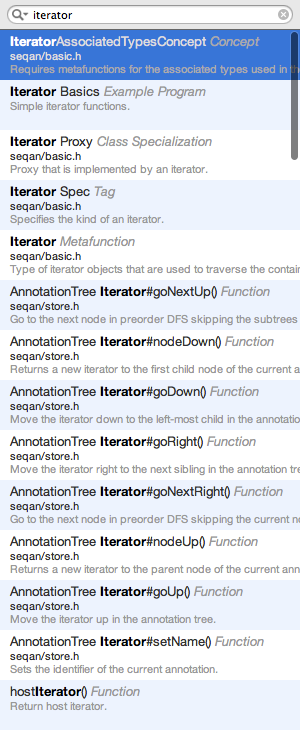 iterator
IteratorAssociatedTypesConcept Concept
seqan/basic.h
Requires metafunctions for the associated types used in the
Iterator Basics Example Program
Simple iterator functions.
Iterator Proxy Class Specialization
seqan/basic.h
Proxy that is implemented by an iterator.
Iterator Spec Tag
seqan/basic.h
Specifies the kind of an iterator.
Iterator Metafunction
seqan/basic.h
Type of iterator objects that are used to traverse the contain
AnnotationTree Iterator#goNextUp() Function
seqan/store.h
Go to the next node in preorder DFS skipping the subtrees
AnnotationTree Iterator#nodeDown() Function
seqan/store.h
Returns a new iterator to the first child node of the current a
AnnotationTree Iterator#goDown() Function
seqan/store.h
Move the iterator down to the left-most child in the annotatio
AnnotationTree Iterator#goRight() Function
seqan/store.h
Move the iterator right to the next sibling in the annotation tre
AnnotationTree Iterator#goNextRight() Function
seqan/store.h
Go to the next node in preorder DFS skipping the current no
AnnotationTree Iterator#nodeUp() Function
seqan/store.h
Returns a new iterator to the parent node of the current ann
AnnotationTree Iterator#goUp() Function
seqan/store.h
Move the iterator up in the annotation tree.
AnnotationTree Iterator#setName() Function
seqan/store.h
Sets the identifier of the current annotation.
hostIterator() Function
Return host iterator.